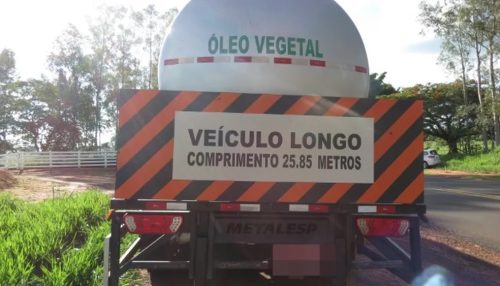 ÓLEO VEGETAL
VEÍCULO LONGO
COMPRIMENTO 25.85 METROS
METALESP